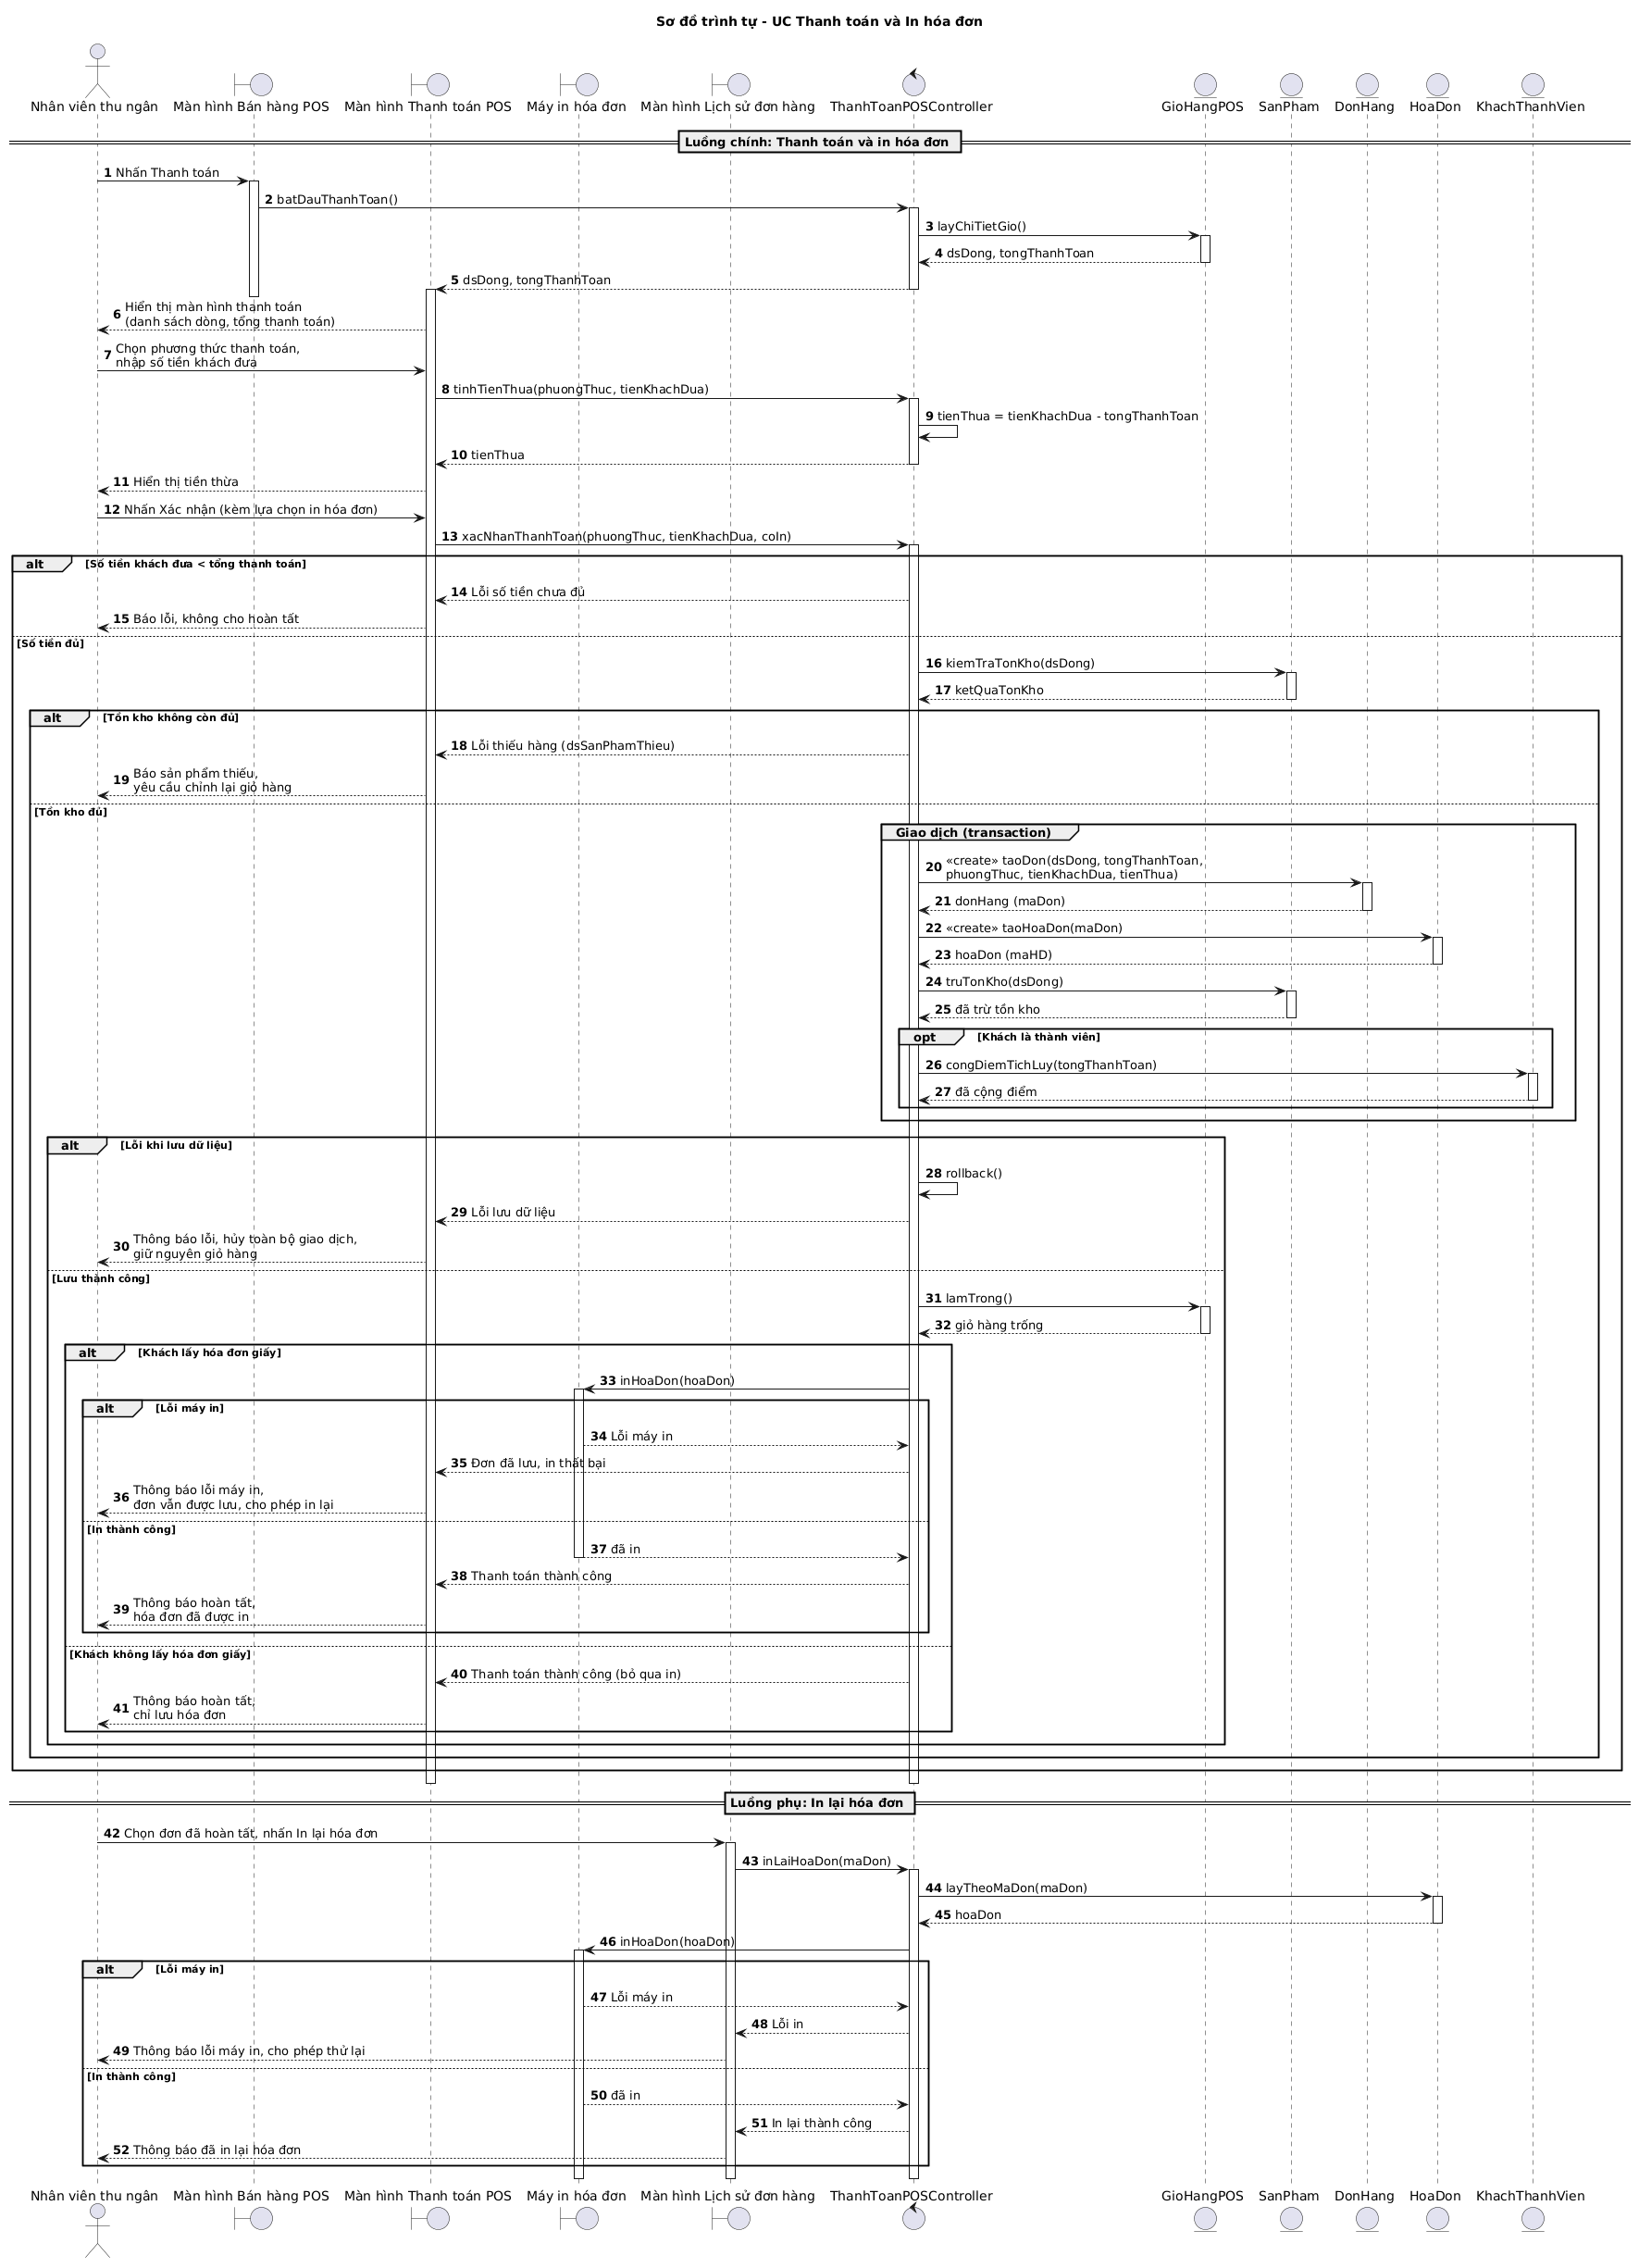 Sơ đồ trình tự - UC Thanh toán và In hóa đơn
Nhân viên thu ngân
Màn hình Bán hàng POS
Màn hình Thanh toán POS
Máy in hóa đơn
Màn hình Lịch sử đơn hàng
ThanhToanPOSController
GioHangPOS
SanPham
DonHang
HoaDon
KhachThanhVien
Luồng chính: Thanh toán và in hóa đơn
1 Nhấn Thanh toán
2 batDauThanhToan()
3 layChiTietGio()
4 dsDong, tongThanhToan
5 dsDong, tongThanhToan
6 Hiển thị màn hình thanh toán
(danh sách dòng, tổng thanh toán)
7 Chọn phương thức thanh toán,
nhập số tiền khách đưa
8 tinhTienThua(phuongThuc, tienKhachDua)
9 tienThua = tienKhachDua - tongThanhToan
10 tienThua
11 Hiển thị tiền thừa
12 Nhấn Xác nhận (kèm lựa chọn in hóa đơn)
13 xacNhanThanhToan(phuongThuc, tienKhachDua, coIn)
alt [Số tiền khách đưa < tổng thanh toán]
14 Lỗi số tiền chưa đủ
15 Báo lỗi, không cho hoàn tất
[Số tiền đủ]
16 kiemTraTonKho(dsDong)
17 ketQuaTonKho
alt [Tồn kho không còn đủ]
18 Lỗi thiếu hàng (dsSanPhamThieu)
19 Báo sản phẩm thiếu,
yêu cầu chỉnh lại giỏ hàng
[Tồn kho đủ]
Giao dịch (transaction)
20 «create» taoDon(dsDong, tongThanhToan,
phuongThuc, tienKhachDua, tienThua)
21 donHang (maDon)
22 «create» taoHoaDon(maDon)
23 hoaDon (maHD)
24 truTonKho(dsDong)
25 đã trừ tồn kho
opt [Khách là thành viên]
26 congDiemTichLuy(tongThanhToan)
27 đã cộng điểm
alt [Lỗi khi lưu dữ liệu]
28 rollback()
29 Lỗi lưu dữ liệu
30 Thông báo lỗi, hủy toàn bộ giao dịch,
giữ nguyên giỏ hàng
[Lưu thành công]
31 lamTrong()
32 giỏ hàng trống
alt [Khách lấy hóa đơn giấy]
33 inHoaDon(hoaDon)
alt [Lỗi máy in]
34 Lỗi máy in
35 Đơn đã lưu, in thất bại
36 Thông báo lỗi máy in,
đơn vẫn được lưu, cho phép in lại
[In thành công]
37 đã in
38 Thanh toán thành công
39 Thông báo hoàn tất,
hóa đơn đã được in
[Khách không lấy hóa đơn giấy]
40 Thanh toán thành công (bỏ qua in)
41 Thông báo hoàn tất,
chỉ lưu hóa đơn
Luồng phụ: In lại hóa đơn
42 Chọn đơn đã hoàn tất, nhấn In lại hóa đơn
43 inLaiHoaDon(maDon)
44 layTheoMaDon(maDon)
45 hoaDon
46 inHoaDon(hoaDon)
alt [Lỗi máy in]
47 Lỗi máy in
48 Lỗi in
49 Thông báo lỗi máy in, cho phép thử lại
[In thành công]
50 đã in
51 In lại thành công
52 Thông báo đã in lại hóa đơn
Nhân viên thu ngân
Màn hình Bán hàng POS
Màn hình Thanh toán POS
Máy in hóa đơn
Màn hình Lịch sử đơn hàng
ThanhToanPOSController
GioHangPOS
SanPham
DonHang
HoaDon
KhachThanhVien